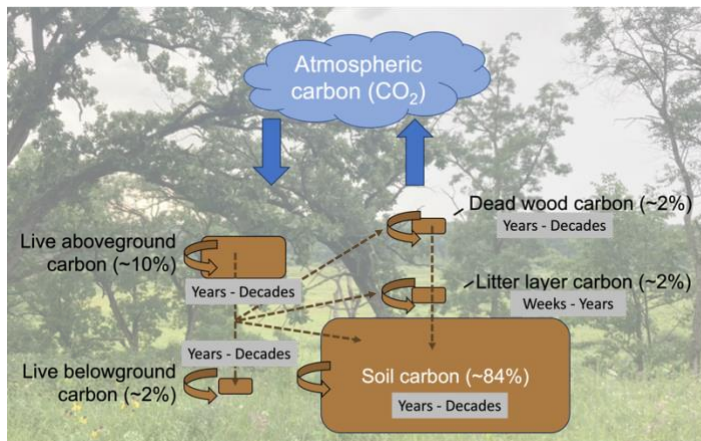 Atmospheric
carbon (CO₂)
Dead wood carbon (~2%)
Years - Decades
Live aboveground
carbon (~10%)
Years - Decades
Litter layer carbon (~2%)
Weeks - Years
Years - Decades
Live belowground
carbon (~2%)
Soil carbon (~84%)
Years - Decades